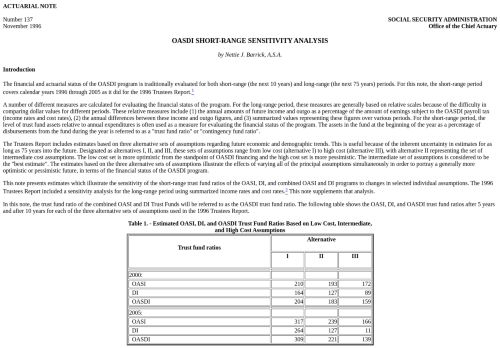 ACTUARIAL NOTE
Number 137
SOCIAL SECURITY ADMINISTRATION
November 1996
Office of the Chief Actuary
OASDI SHORT-RANGE SENSITIVITY ANALYSIS
by Nettie J. Barrick, A.S.A.
Introduction
The financial and actuarial status of the OASDI program is traditionally evaluated for both short-range (the next 10 years) and long-range (the next 75 years) periods. For this note, the short-range period
covers calendar years 1996 through 2005 as it did for the 1996 Trustees Report.1
A number of different measures are calculated for evaluating the financial status of the program. For the long-range period, these measures are generally based on relative scales because of the difficulty in
comparing dollar values for different periods. These relative measures include (1) the annual amounts of future income and outgo as a percentage of the amount of earnings subject to the OASDI payroll tax
(income rates and cost rates), (2) the annual differences between these income and outgo figures, and (3) summarized values representing these figures over various periods. For the short-range period, the
level of trust fund assets relative to annual expenditures is often used as a measure for evaluating the financial status of the program. The assets in the fund at the beginning of the year as a percentage of
disbursements from the fund during the year is referred to as a "trust fund ratio" or "contingency fund ratio".
The Trustees Report includes estimates based on three alternative sets of assumptions regarding future economic and demographic trends. This is useful because of the inherent uncertainty in estimates for as
long as 75 years into the future. Designated as alternatives I, II, and III, these sets of assumptions range from low cost (alternative I) to high cost (alternative III), with alternative II representing the set of
intermediate cost assumptions. The low cost set is more optimistic from the standpoints of OASDI financing and the high cost set is more pessimistic. The intermediate set of assumptions is considered to be
the "best estimate". The estimates based on the three alternative sets of assumptions illustrate the effects of varying all of the principal assumptions simultaneously in order to portray a generally more
optimistic or pessimistic future, in terms of the financial status of the OASDI program.
This note presents estimates which illustrate the sensitivity of the short-range trust fund ratios of the OASI, DI, and combined OASI and DI programs to changes in selected individual assumptions. The 1996
Trustees Report included a sensitivity analysis for the long-range period using summarized income rates and cost rates.2 This note supplements that analysis.
In this note, the trust fund ratio of the combined OASI and DI Trust Funds will be referred to as the OASDI trust fund ratio. The following table shows the OASI, DI, and OASDI trust fund ratios after 5 years
and after 10 years for each of the three alternative sets of assumptions used in the 1996 Trustees Report.
Table 1. - Estimated OASI, DI, and OASDI Trust Fund Ratios Based on Low Cost, Intermediate,
and High Cost Assumptions
Trust fund ratios
Alternative
I II III
2000:
OASI 210 193 172
DI 164 127 89
OASDI 204 183 159
2005:
OASI 317 239 166
DI 264 127 11
OASDI 309 221 139